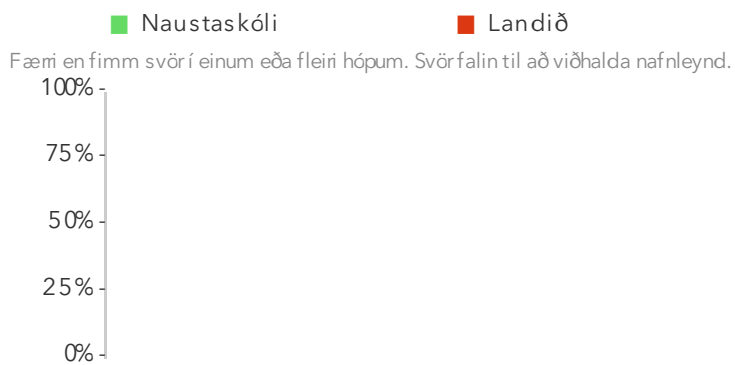 Naustaskóli Landið
Færri en fimm svör í einum eða fleiri hópum. Svör falin til að viðhalda nafnleynd.
100%
75%
50%
25%
0%